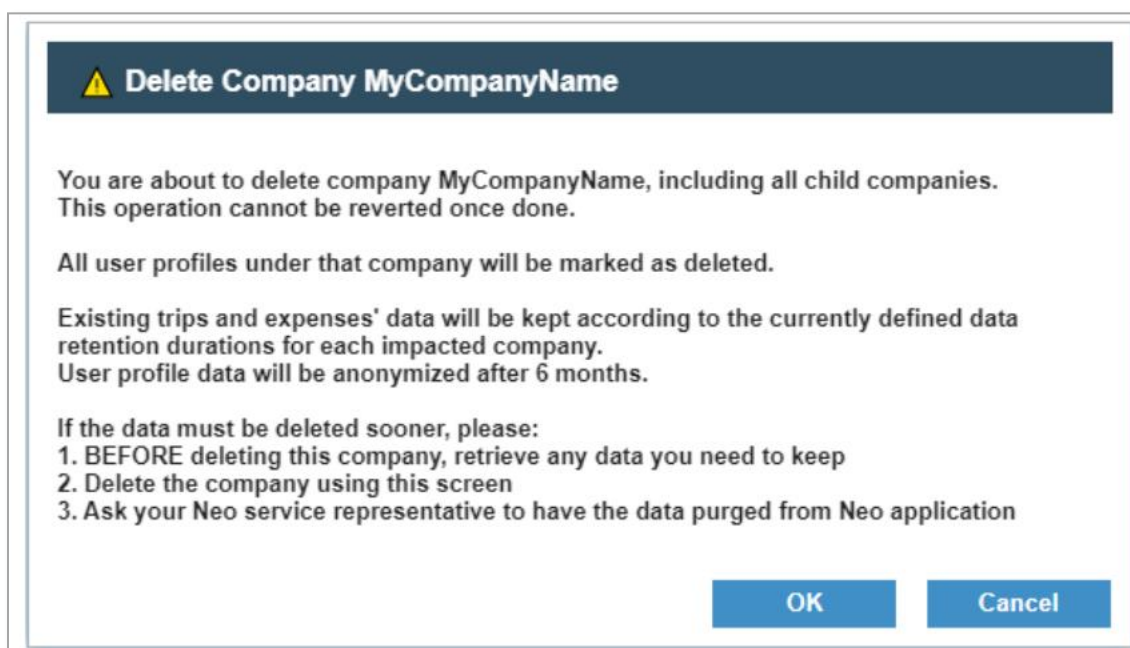 Delete Company MyCompanyName
You are about to delete company MyCompanyName, including all child companies.
This operation cannot be reverted once done.
All user profiles under that company will be marked as deleted.
Existing trips and expenses' data will be kept according to the currently defined data
retention durations for each impacted company.
User profile data will be anonymized after 6 months.
If the data must be deleted sooner, please:
1. BEFORE deleting this company, retrieve any data you need to keep
2. Delete the company using this screen
3. Ask your Neo service representative to have the data purged from Neo application
OK
Cancel